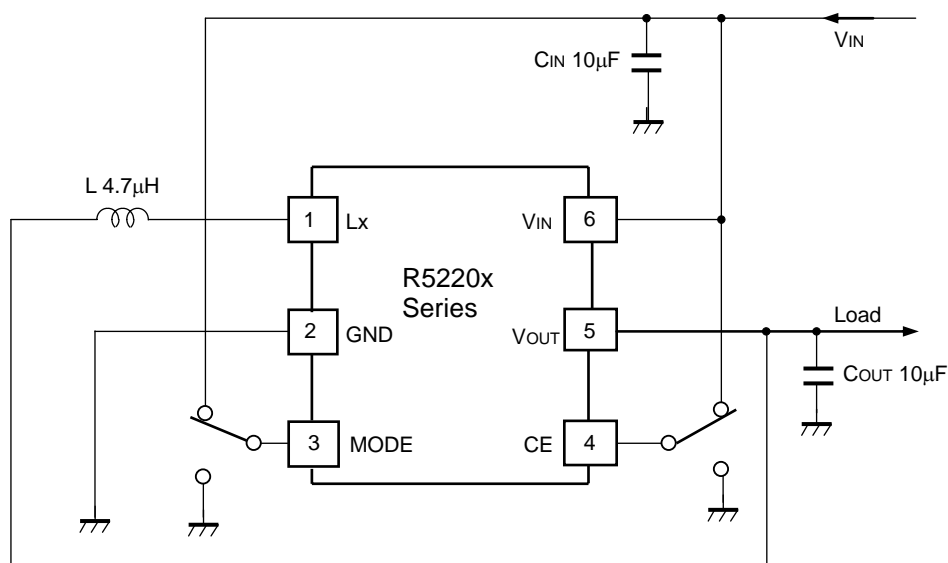 VIN
CIN 10μF
L 4.7μH
1
Lx
VIN
6
R5220x
Series
2
GND
VOUT
5
Load
COUT 10μF
3
MODE
CE
4